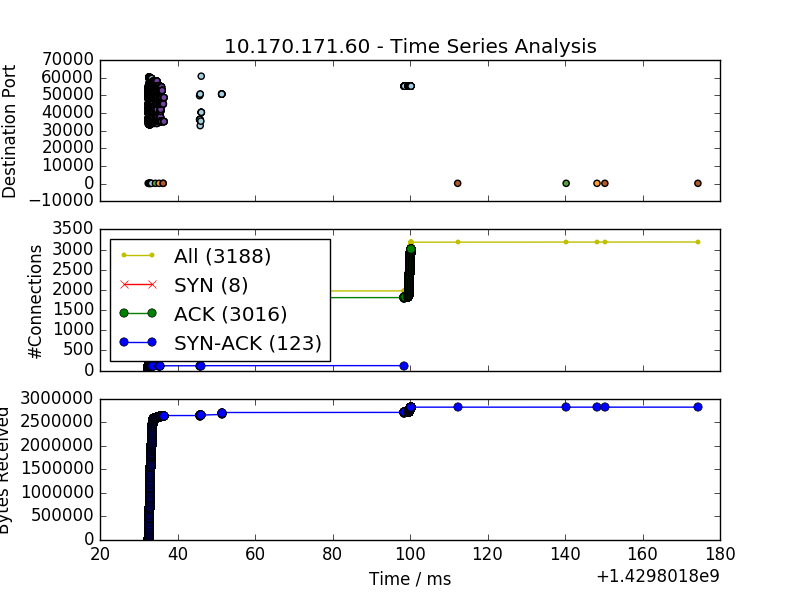 10.170.171.60 - Time Series Analysis
Destination Port
70000
60000
50000
40000
30000
20000
10000
0
−10000
#Connections
3500
3000
2500
2000
1500
1000
500
0
All (3188)
SYN (8)
ACK (3016)
SYN-ACK (123)
Bytes Received
3000000
2500000
2000000
1500000
1000000
500000
0
20 40 60 80 100 120 140 160 180
Time / ms
+1.4298018e9